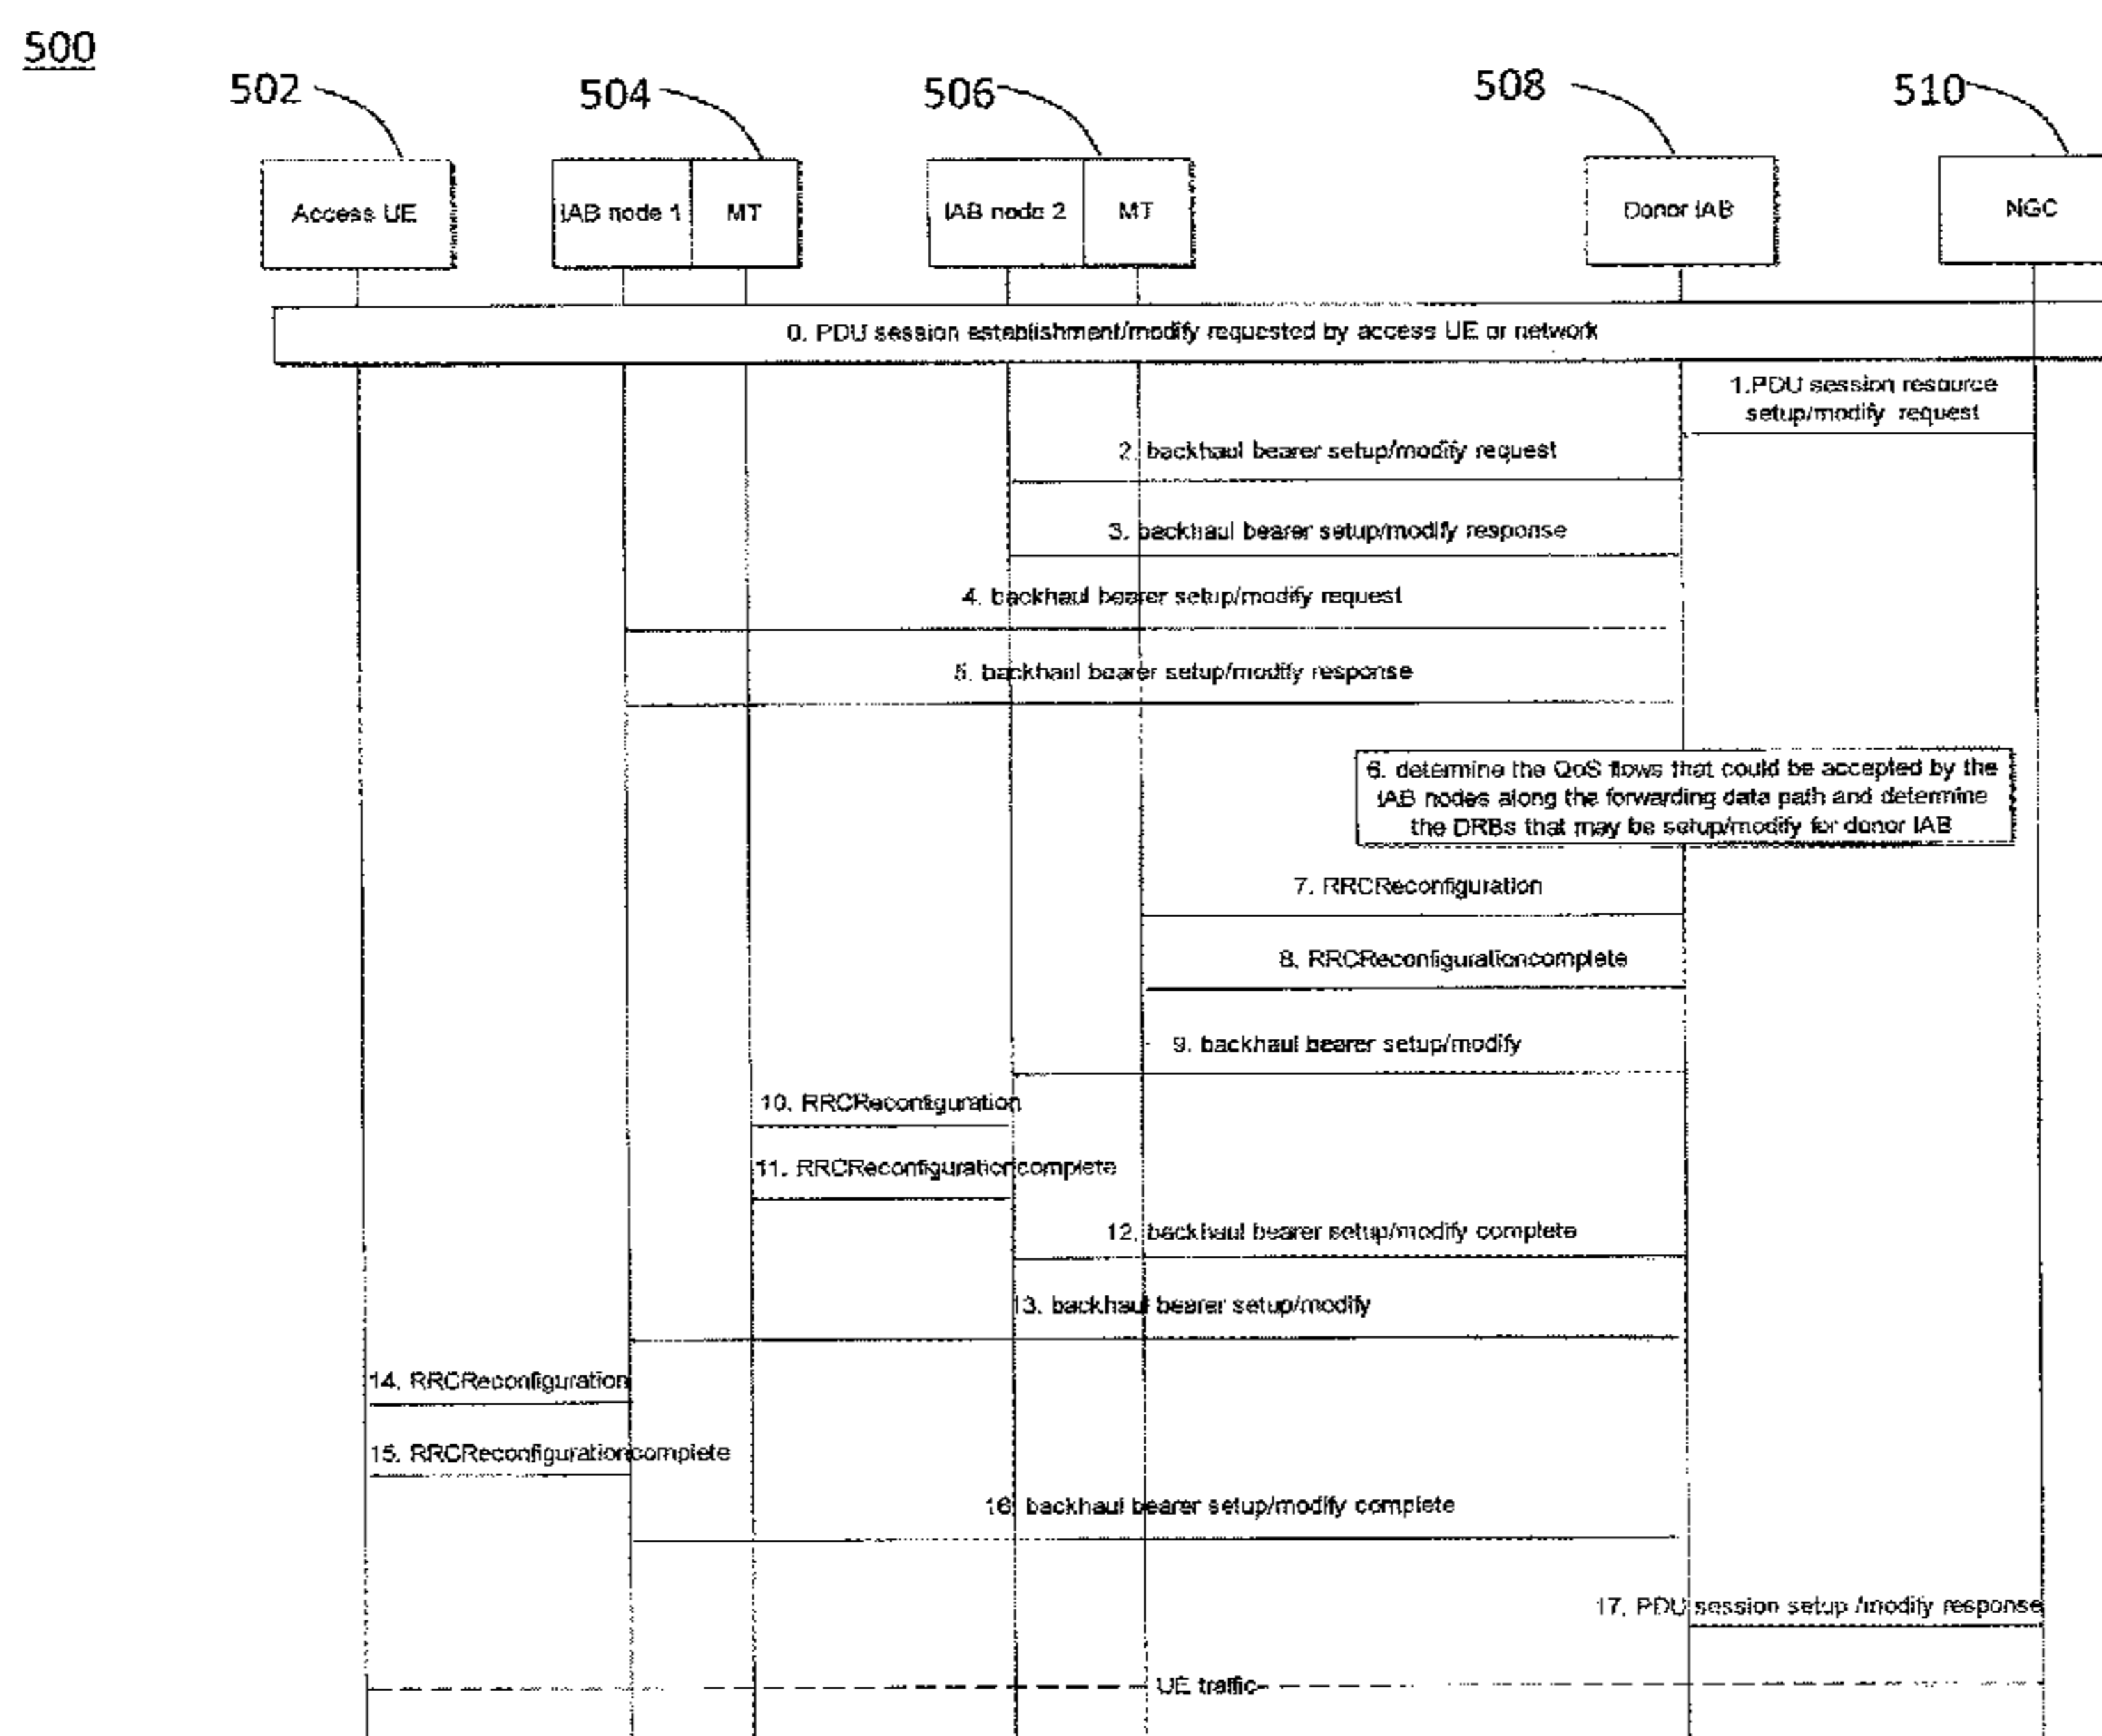 500
502
504
506
508
510
Access UE
IAB node 1
MT
IAB node 2
MT
Donor IAB
NGC
0. PDU session establishment/modify requested by access UE or network
1.PDU session resource
setup/modify request
2. backhaul bearer setup/modify request
3. backhaul bearer setup/modify response
4. backhaul bearer setup/modify request
5. backhaul bearer setup/modify response
6. determine the QoS flows that could be accepted by the
IAB nodes along the forwarding data path and determine
the DRBs that may be setup/modify for donor IAB
7. RRCReconfiguration
8. RRCReconfigurationcomplete
9. backhaul bearer setup/modify
10. RRCReconfiguration
11. RRCReconfigurationcomplete
12. backhaul bearer setup/modify complete
13. backhaul bearer setup/modify
14. RRCReconfiguration
15. RRCReconfigurationcomplete
16. backhaul bearer setup/modify complete
17. PDU session setup /modify response
UE traffic